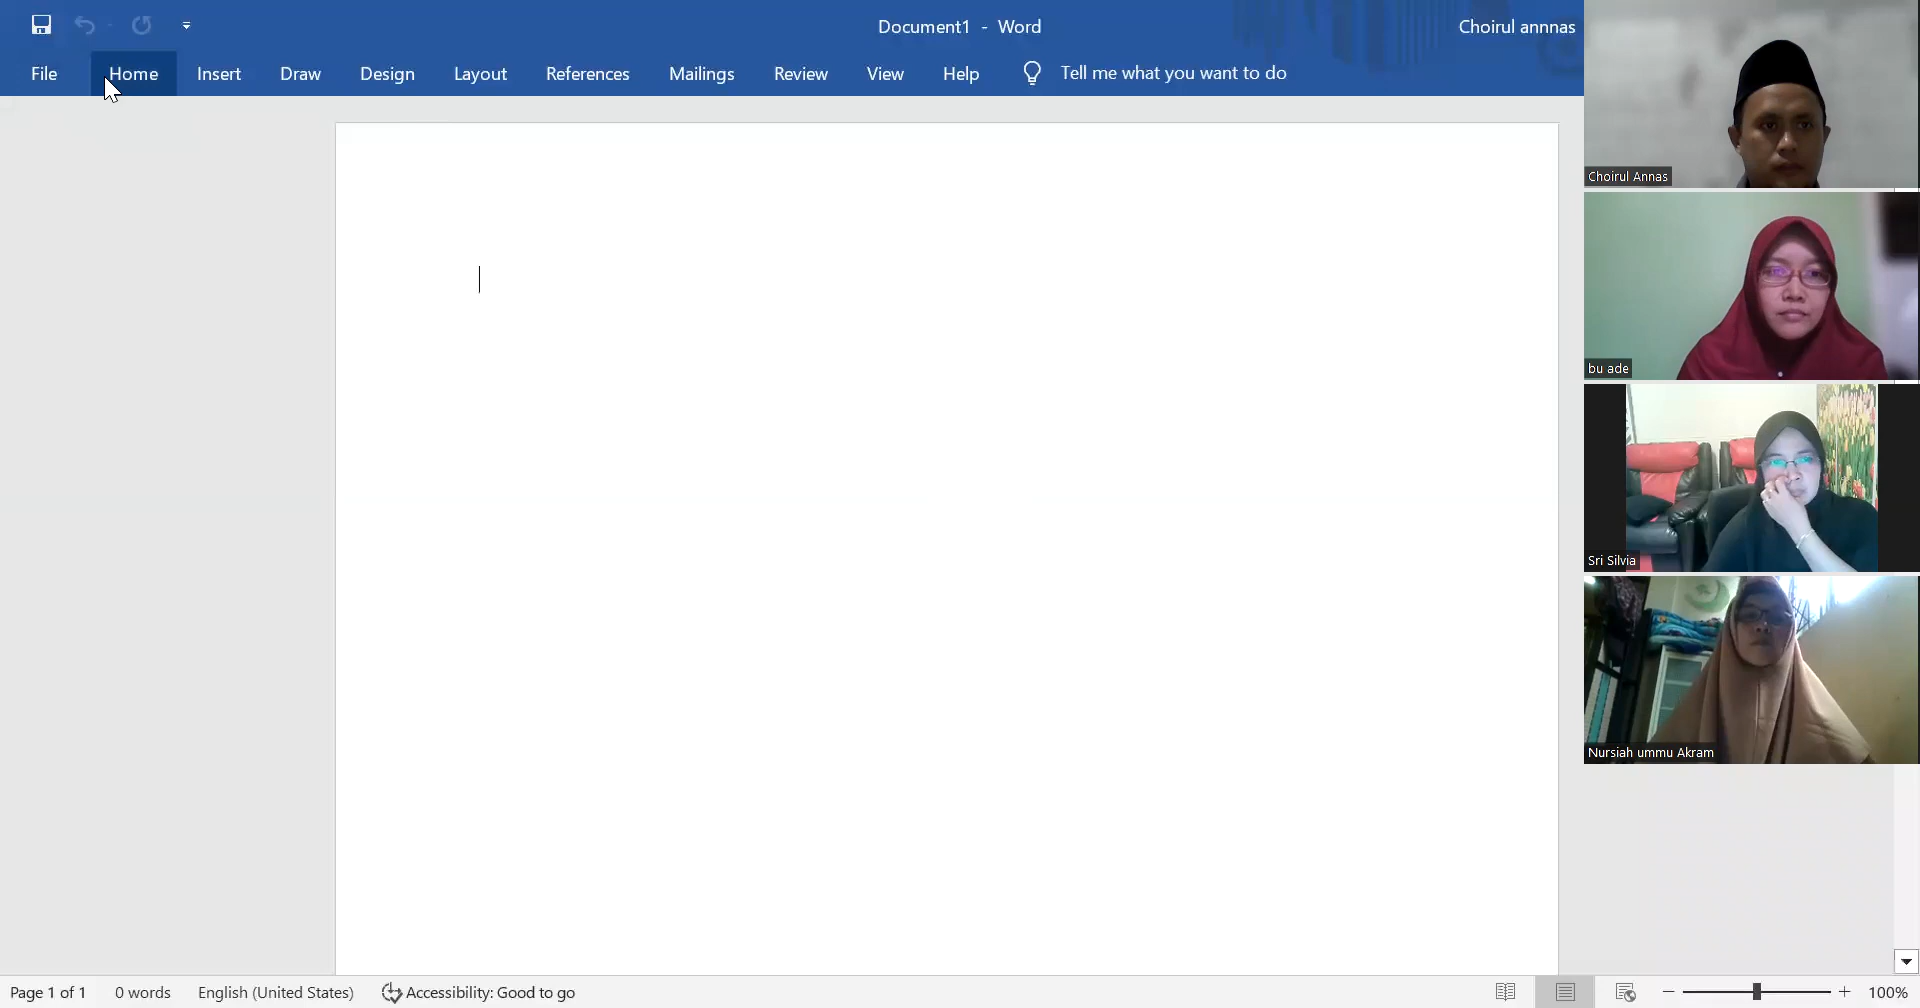 Document1 - Word
Choirul annnas
File
Home
Insert
Draw
Design
Layout
References
Mailings
Review
View
Help
Tell me what you want to do
Choirul Annas
bu ade
Sri Silvia
Nursiah ummu Akram
Page 1 of 1
0 words
English (United States)
Accessibility: Good to go
100%